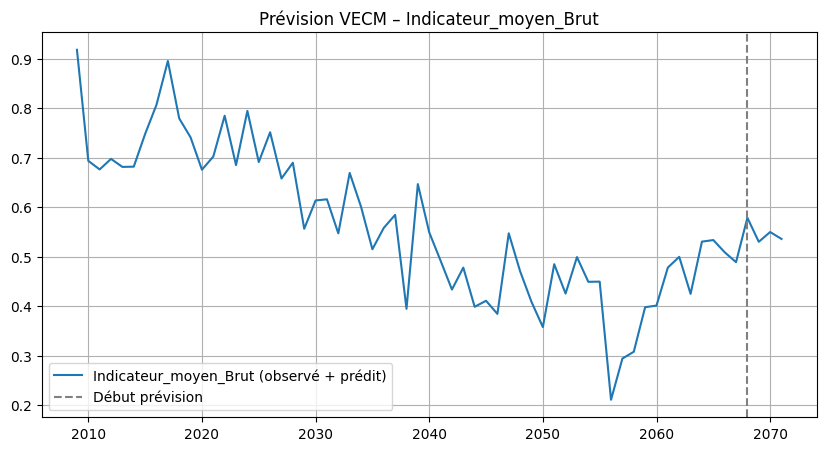 Prévision VECM – Indicateur_moyen_Brut
0.9
0.8
0.7
0.6
0.5
0.4
0.3
0.2
Indicateur_moyen_Brut (observé + prédit)
Début prévision
2010 2020 2030 2040 2050 2060 2070